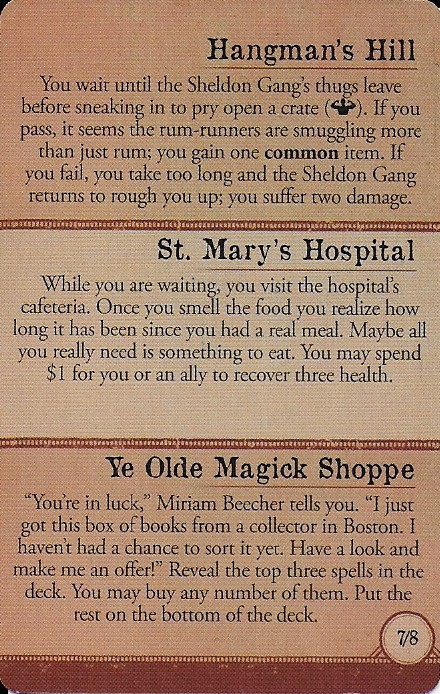 Hangman's Hill
You wait until the Sheldon Gang's thugs leave
before sneaking in to pry open a crate (). If you
pass, it seems the rum-runners are smuggling more
than just rum; you gain one common item. If
you fail, you take too long and the Sheldon Gang
returns to rough you up; you suffer two damage.
St. Mary's Hospital
While you are waiting, you visit the hospital's
cafeteria. Once you smell the food you realize how
long it has been since you had a real meal. Maybe all
you really need is something to eat. You may spend
$1 for you or an ally to recover three health.
Ye Olde Magick Shoppe
“You're in luck,” Miriam Beecher tells you. “I just
got this box of books from a collector in Boston. I
haven't had a chance to sort it yet. Have a look and
make me an offer!” Reveal the top three spells in the
deck. You may buy any number of them. Put the
rest on the bottom of the deck.
7/8